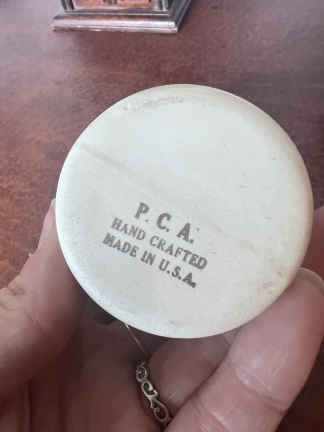 P. C. A.
HAND CRAFTED
MADE IN U.S.A.